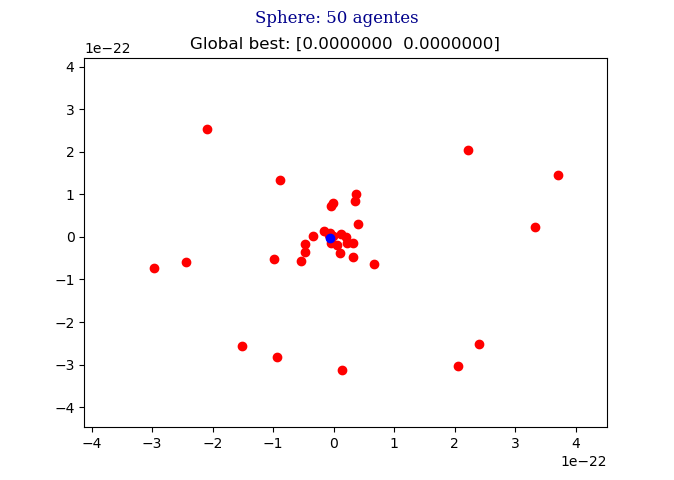 Sphere: 50 agentes
1e−22
Global best: [0.0000000  0.0000000]
4
3
2
1
0
−1
−2
−3
−4
−4 −3 −2 −1 0 1 2 3 4
1e−22